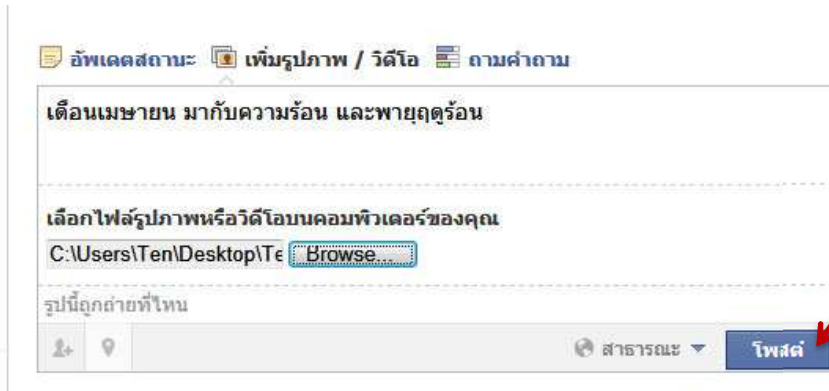 อัพเดตสถานะ เพิ่มรูปภาพ / วิดีโอ ถามคำถาม
เดือนเมษายน มากับความร้อน และพายุฤดูร้อน
เลือกไฟล์รูปภาพหรือวิดีโอบนคอมพิวเตอร์ของคุณ
C:\Users\Ten\Desktop\Te Browse...
รูปนี้ถูกถ่ายที่ไหน
สาธารณะ โพสต์